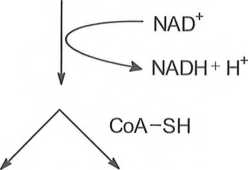 NAD⁺
NADH + H⁺
CoA–SH